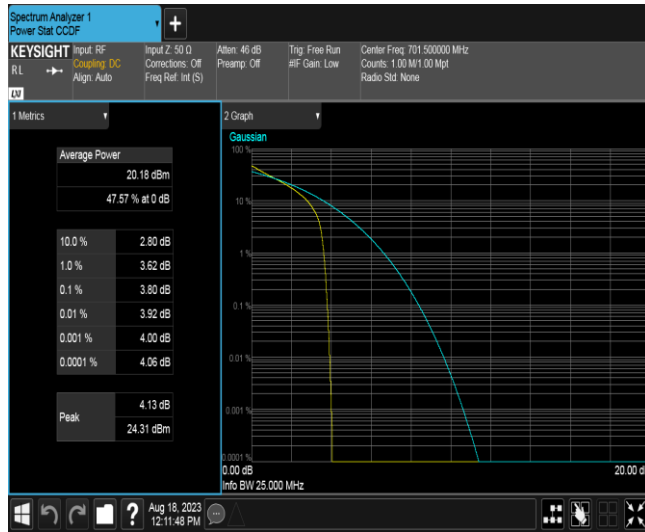 Spectrum Analyzer 1
Power Stat CCDF
+
KEYSIGHT Input: RF Input Z: 50 Ω Atten: 46 dB Trig: Free Run Center Freq: 701.500000 MHz
RL Coupling: DC Corrections: Off Preamp: Off #IF Gain: Low Counts: 1.00 M/1.00 Mpt
Align: Auto Freq Ref: Int (S) Radio Std: None
LXI
1 Metrics
Average Power
20.18 dBm
47.57 % at 0 dB
10.0 % 2.80 dB
1.0 % 3.62 dB
0.1 % 3.80 dB
0.01 % 3.92 dB
0.001 % 4.00 dB
0.0001 % 4.06 dB
Peak 4.13 dB
24.31 dBm
2 Graph
Gaussian
100 %
10 %
1 %
0.1 %
0.01 %
0.001 %
0.0001 %
0.00 dB 20.00 d
Info BW 25.000 MHz
? Aug 18, 2023
12:11:48 PM